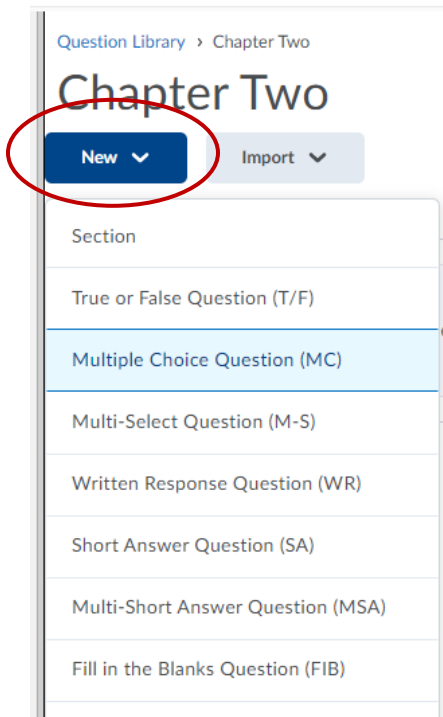 Question Library › Chapter Two
Chapter Two
New Import
Section
True or False Question (T/F)
Multiple Choice Question (MC)
Multi-Select Question (M-S)
Written Response Question (WR)
Short Answer Question (SA)
Multi-Short Answer Question (MSA)
Fill in the Blanks Question (FIB)